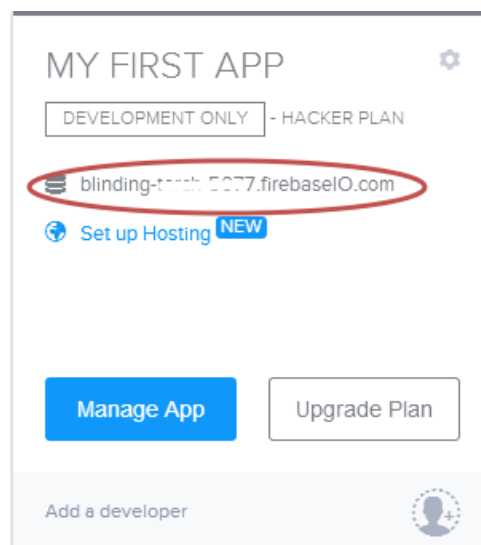 MY FIRST APP
DEVELOPMENT ONLY - HACKER PLAN
blinding-.firebaseIO.com
Set up Hosting NEW
Manage App
Upgrade Plan
Add a developer